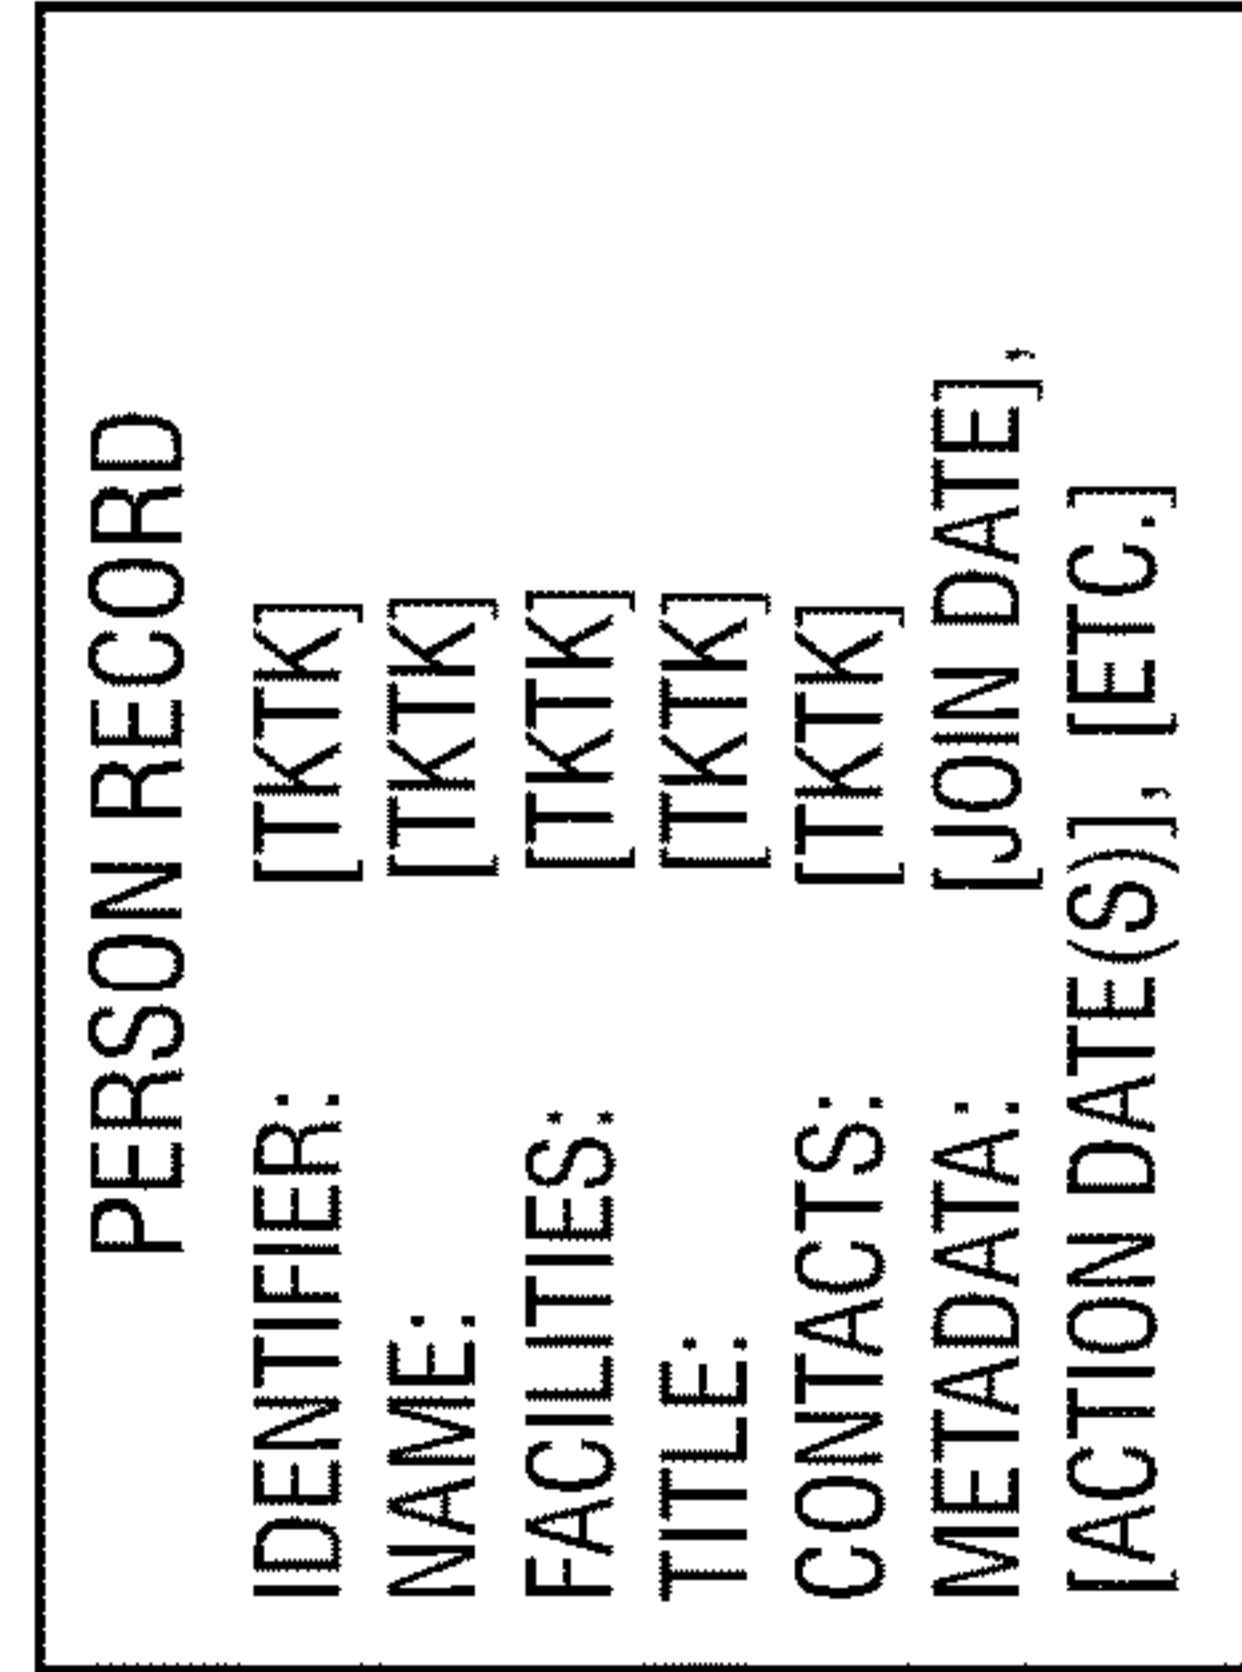 PERSON RECORD
IDENTIFIER: [TKTK]
NAME: [TKTK]
FACILITIES: [TKTK]
TITLE: [TKTK]
CONTACTS: [TKTK]
METADATA: [JOIN DATE],
[ACTION DATE(S)], [ETC.]